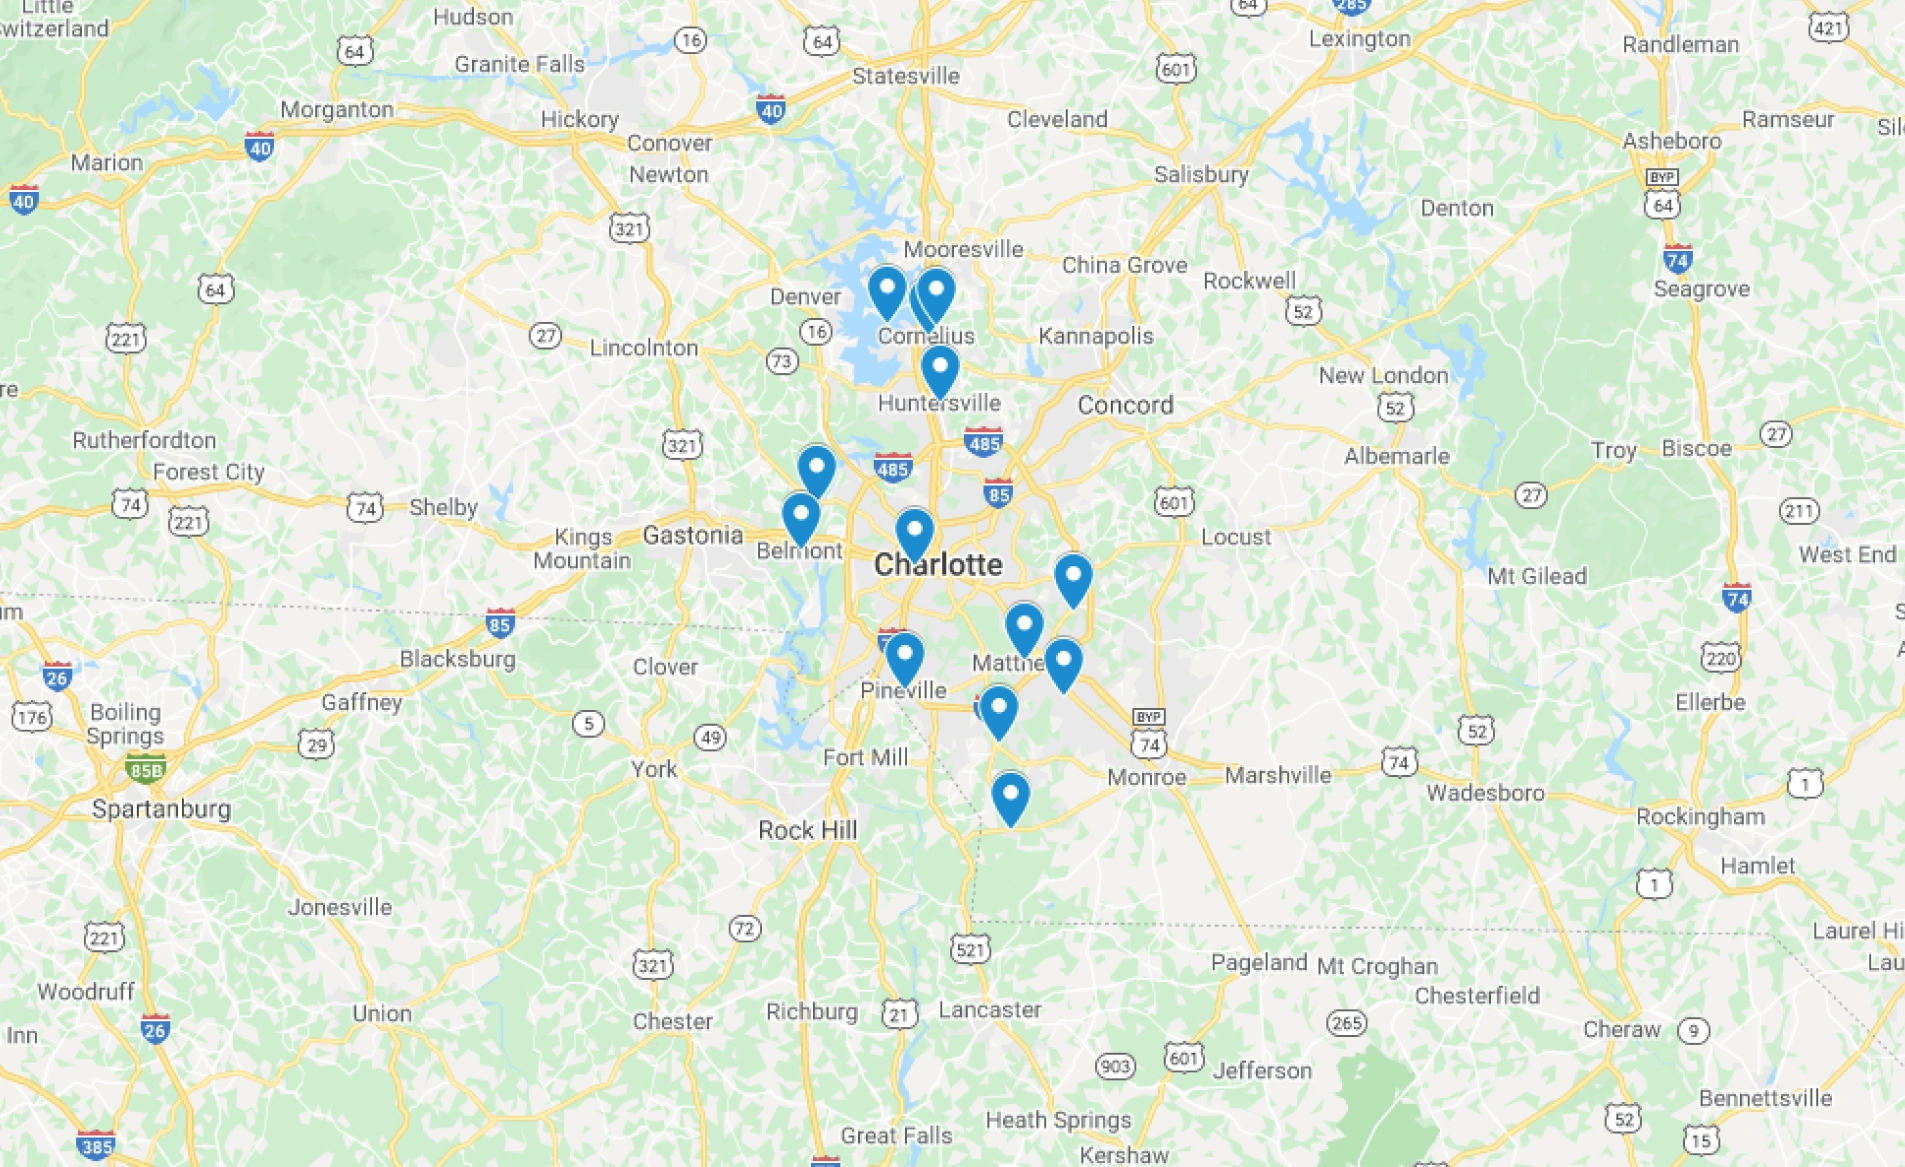 Little
Switzerland
Hudson
64
16
64
64
285
Lexington
Randleman
421
Granite Falls
Statesville
601
Morganton
Hickory
40
Cleveland
Ramseur
40
Conover
Asheboro
Marion
Newton
Salisbury
BYP
64
40
321
Denton
Mooresville
China Grove
74
64
Denver
Rockwell
Seagrove
221
27
16
Cornelius
Kannapolis
52
Lincolnton
73
New London
Huntersville
Concord
52
Rutherfordton
321
485
485
Albemarle
Troy
Biscoe
27
Forest City
85
74
221
74
Shelby
601
27
211
Kings
Mountain
Gastonia
Belmont
Charlotte
Locust
West End
Mt Gilead
74
85
Blacksburg
Clover
Matthe
220
26
Gaffney
Pineville
Ellerbe
176
Boiling
Springs
29
5
49
BYP
74
52
85B
Fort Mill
York
Monroe
Marshville
74
1
Spartanburg
Rock Hill
Wadesboro
Rockingham
Hamlet
1
Jonesville
72
221
321
521
Laurel Hi
Lau
Pageland
Mt Croghan
Woodruff
Chesterfield
26
Inn
Union
Chester
Richburg
21
Lancaster
265
Cheraw
9
903
601
Jefferson
Bennettsville
385
Great Falls
Heath Springs
52
15
Kershaw